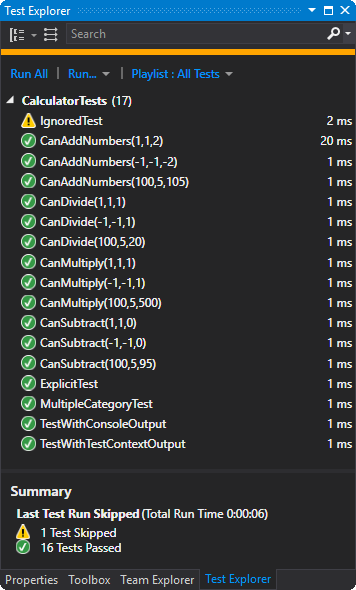 Test Explorer
Search
Run All | Run... | Playlist : All Tests
CalculatorTests (17)
IgnoredTest 2 ms
CanAddNumbers(1,1,2) 20 ms
CanAddNumbers(-1,-1,-2) 1 ms
CanAddNumbers(100,5,105) 1 ms
CanDivide(1,1,1) 1 ms
CanDivide(-1,-1,1) 1 ms
CanDivide(100,5,20) 1 ms
CanMultiply(1,1,1) 1 ms
CanMultiply(-1,-1,1) 1 ms
CanMultiply(100,5,500) 1 ms
CanSubtract(1,1,0) 1 ms
CanSubtract(-1,-1,0) 1 ms
CanSubtract(100,5,95) 1 ms
ExplicitTest 1 ms
MultipleCategoryTest 1 ms
TestWithConsoleOutput 1 ms
TestWithTestContextOutput 1 ms
Summary
Last Test Run Skipped (Total Run Time 0:00:06)
1 Test Skipped
16 Tests Passed
Properties Toolbox Team Explorer Test Explorer